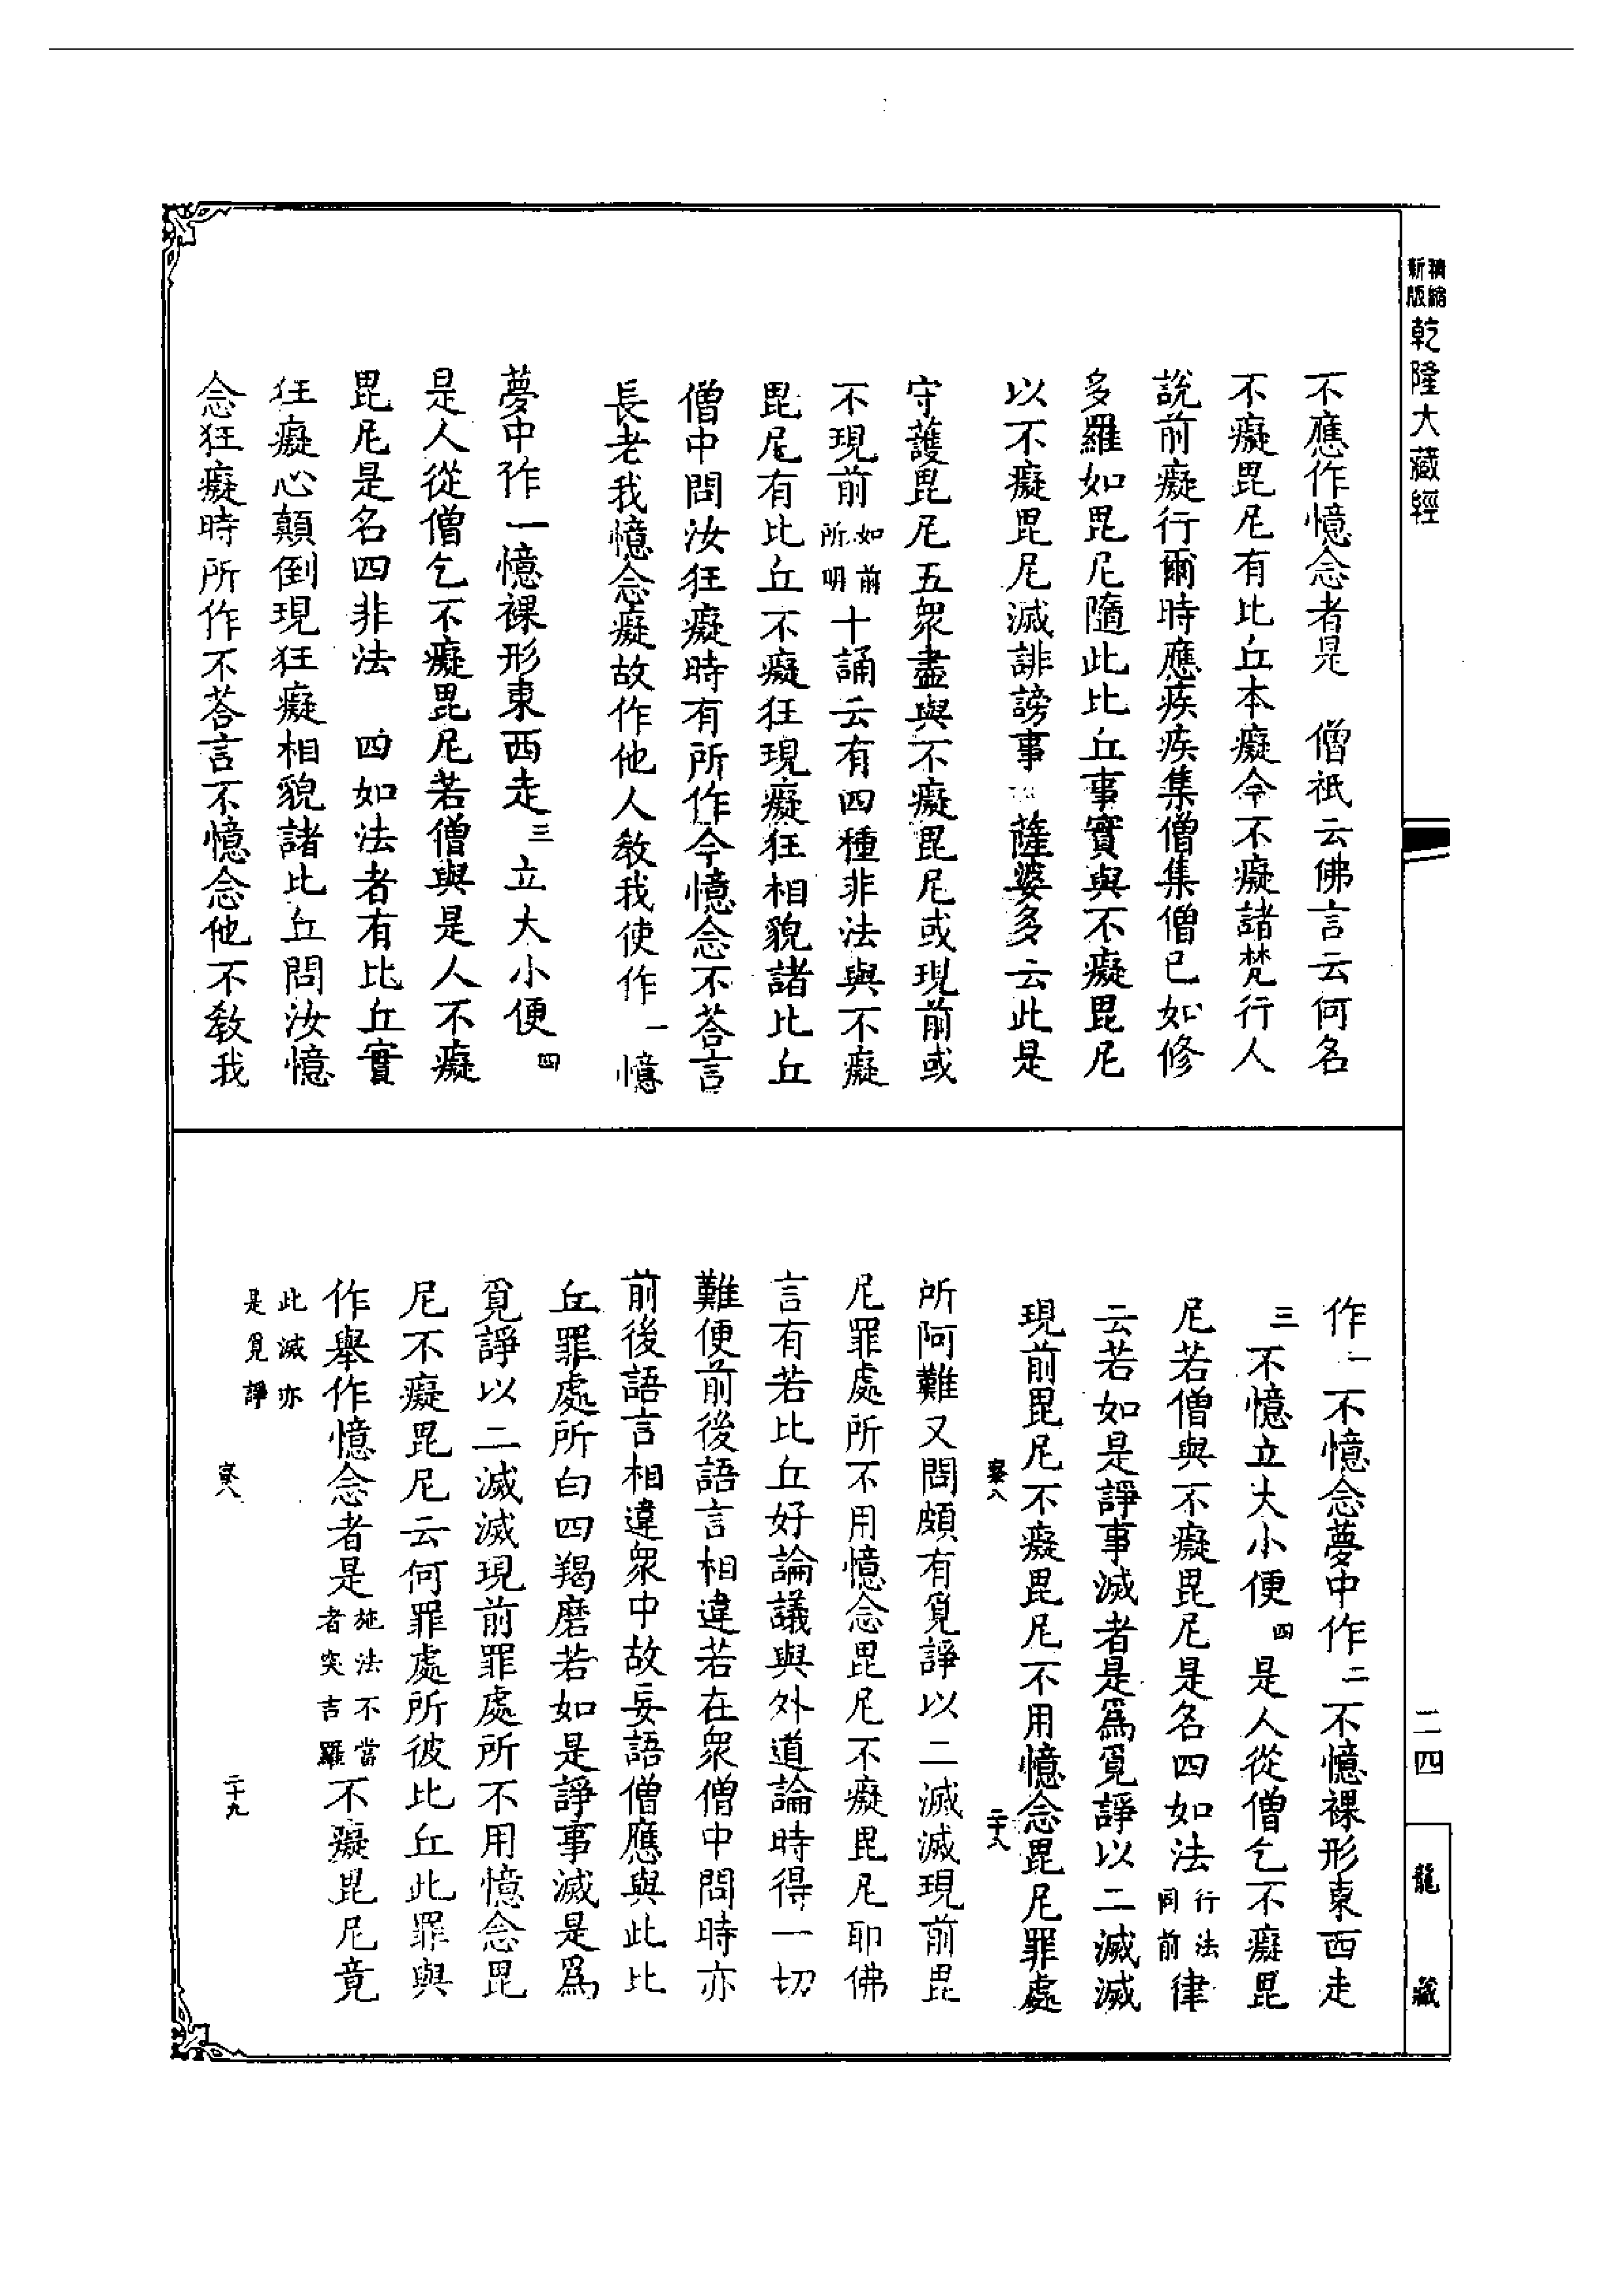 新版 精縮 乾隆大藏經
二四
龍藏
不應作憶念者是　僧祇云佛言云何名
不癡毘尼有比丘本癡今不癡諸梵行人
說前癡行爾時應疾疾集僧集僧已如修
多羅如毘尼隨此比丘事實與不癡毘尼
以不癡毘尼滅誹謗事　薩婆多云此是
守護毘尼五眾盡與不癡毘尼或現前或
不現前如前所明十誦云有四種非法與不癡
毘尼有比丘不癡狂現癡狂相貌諸比丘
僧中問汝狂癡時有所作今憶念不荅言
長老我憶念癡故作他人教我使作一憶
夢中作一憶裸形東西走三立大小便四
是人從僧乞不癡毘尼若僧與是人不癡
毘尼是名四非法　四如法者有比丘實
狂癡心顛倒現狂癡相貌諸比丘問汝憶
念狂癡時所作不荅言不憶念他不教我
作一不憶念夢中作二不憶裸形東西走
三不憶立大小便四是人從僧乞不癡毘
尼若僧與不癡毘尼是名四如法行法同前律
云若如是諍事滅者是為覓諍以二滅滅
現前毘尼不癡毘尼不用憶念毘尼罪處
寮八　二十八
所阿難又問頗有覓諍以二滅滅現前毘
尼罪處所不用憶念毘尼不癡毘尼耶佛
言有若比丘好論議與外道論時得一切
難便前後語言相違若在眾僧中問時亦
前後語言相違眾中故妄語僧應與此比
丘罪處所白四羯磨若如是諍事滅是為
覓諍以二滅滅現前罪處所不用憶念毘
尼不癡毘尼云何罪處所彼比丘此罪與
作舉作憶念者是施法不當者突吉羅不癡毘尼竟
此滅亦是覓諍
寮八　二十九